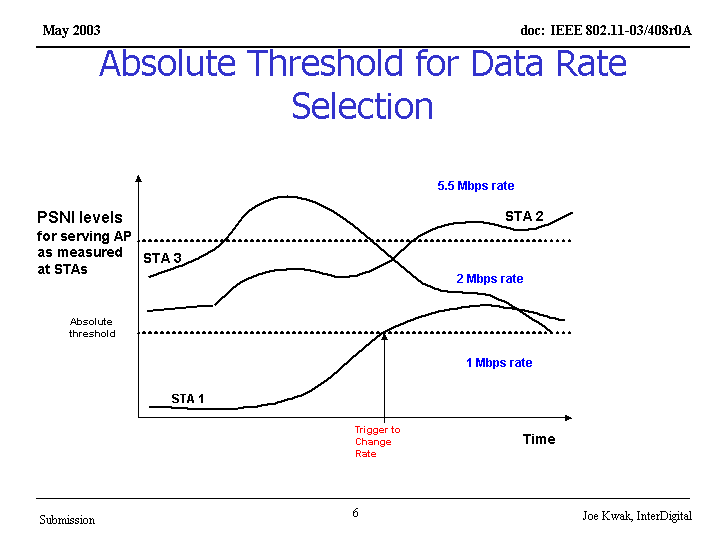 May 2003
doc: IEEE 802.11-03/408r0A
Absolute Threshold for Data Rate
Selection
5.5 Mbps rate
PSNI levels
for serving AP
as measured
at STAs
STA 2
STA 3
2 Mbps rate
Absolute
threshold
1 Mbps rate
STA 1
Trigger to
Change
Rate
Time
Submission
6
Joe Kwak, InterDigital